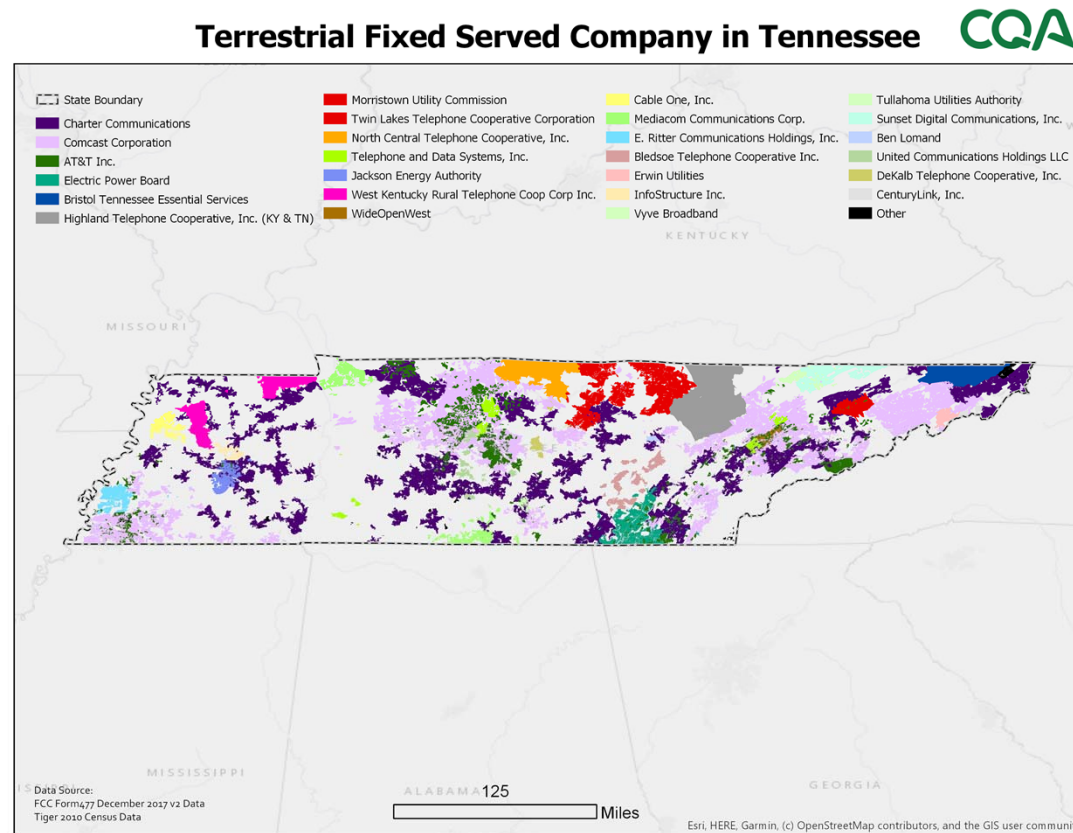 Terrestrial Fixed Served Company in Tennessee
CQA
State Boundary
Charter Communications
Comcast Corporation
AT&T Inc.
Electric Power Board
Bristol Tennessee Essential Services
Highland Telephone Cooperative, Inc. (KY & TN)
Morristown Utility Commission
Twin Lakes Telephone Cooperative Corporation
North Central Telephone Cooperative, Inc.
Telephone and Data Systems, Inc.
Jackson Energy Authority
West Kentucky Rural Telephone Coop Corp Inc.
WideOpenWest
Cable One, Inc.
Mediacom Communications Corp.
E. Ritter Communications Holdings, Inc.
Bledsoe Telephone Cooperative Inc.
Erwin Utilities
InfoStructure Inc.
Vyve Broadband
Tullahoma Utilities Authority
Sunset Digital Communications, Inc.
Ben Lomand
United Communications Holdings LLC
DeKalb Telephone Cooperative, Inc.
CenturyLink, Inc.
Other
KENTUCKY
MISSOURI
MISSISSIPPI
ALABAMA
GEORGIA
Data Source:
FCC Form477 December 2017 v2 Data
Tiger 2010 Census Data
125
Miles
Esri, HERE, Garmin, (c) OpenStreetMap contributors, and the GIS user communit